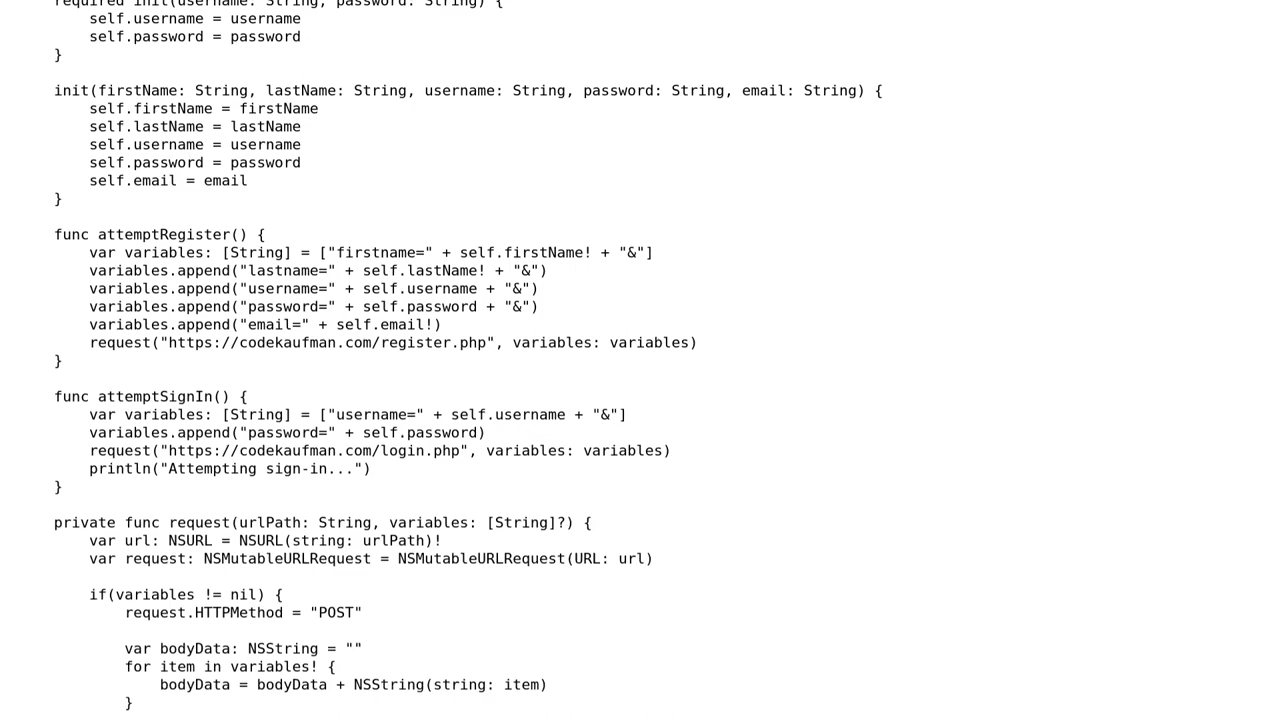 required init(username: String, password: String) {
    self.username = username
    self.password = password
}

init(firstName: String, lastName: String, username: String, password: String, email: String) {
    self.firstName = firstName
    self.lastName = lastName
    self.username = username
    self.password = password
    self.email = email
}

func attemptRegister() {
    var variables: [String] = ["firstname=" + self.firstName! + "&"]
    variables.append("lastname=" + self.lastName! + "&")
    variables.append("username=" + self.username + "&")
    variables.append("password=" + self.password + "&")
    variables.append("email=" + self.email!)
    request("https://codekaufman.com/register.php", variables: variables)
}

func attemptSignIn() {
    var variables: [String] = ["username=" + self.username + "&"]
    variables.append("password=" + self.password)
    request("https://codekaufman.com/login.php", variables: variables)
    println("Attempting sign-in...")
}

private func request(urlPath: String, variables: [String]?) {
    var url: NSURL = NSURL(string: urlPath)!
    var request: NSMutableURLRequest = NSMutableURLRequest(URL: url)

    if(variables != nil) {
        request.HTTPMethod = "POST"

        var bodyData: NSString = ""
        for item in variables! {
            bodyData = bodyData + NSString(string: item)
        }